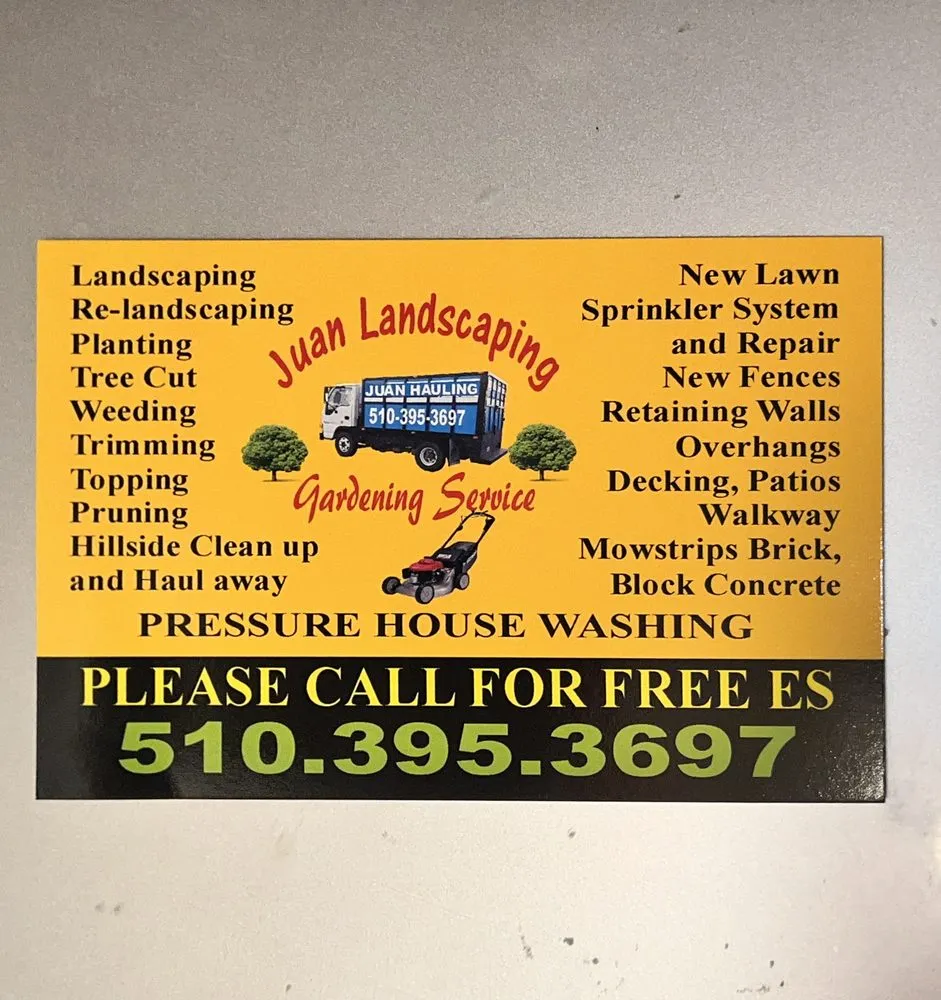 Landscaping
Re-landscaping
Planting
Tree Cut
Weeding
Trimming
Topping
Pruning
Hillside Clean up
and Haul away
Juan Landscaping
JUAN HAULING
510-395-3697
Gardening Service
New Lawn
Sprinkler System
and Repair
New Fences
Retaining Walls
Overhangs
Decking, Patios
Walkway
Mowstrips Brick,
Block Concrete
PRESSURE HOUSE WASHING
PLEASE CALL FOR FREE ES
510.395.3697